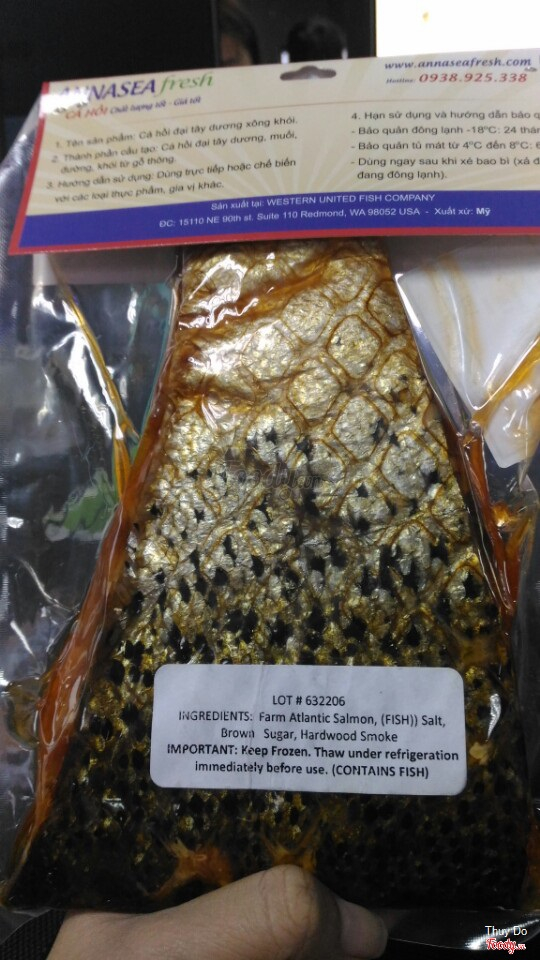 ANNASEA fresh
CÁ HỒI Chất lượng tốt - Giá tốt
1. Tên sản phẩm: Cá hồi đại tây dương xông khói.
2. Thành phần cấu tạo: Cá hồi đại tây dương, muối,
đường, khói từ gỗ thông.
3. Hướng dẫn sử dụng: Dùng trực tiếp hoặc chế biến
với các loại thực phẩm, gia vị khác.
www.annaseafresh.com
Hotline: 0938.925.338
4. Hạn sử dụng và hướng dẫn bảo q
- Bảo quản đông lạnh -18°C: 24 thán
- Bảo quản tủ mát từ 4°C đến 8°C: 6
- Dùng ngay sau khi xé bao bì (xả đ
đang đông lạnh).
Sản xuất tại: WESTERN UNITED FISH COMPANY
ĐC: 15110 NE 90th st. Suite 110 Redmond, WA 98052 USA - Xuất xứ: Mỹ
LOT # 632206
INGREDIENTS: Farm Atlantic Salmon, (FISH)) Salt,
Brown Sugar, Hardwood Smoke
IMPORTANT: Keep Frozen. Thaw under refrigeration
immediately before use. (CONTAINS FISH)
Thuy Do
Foody.vn